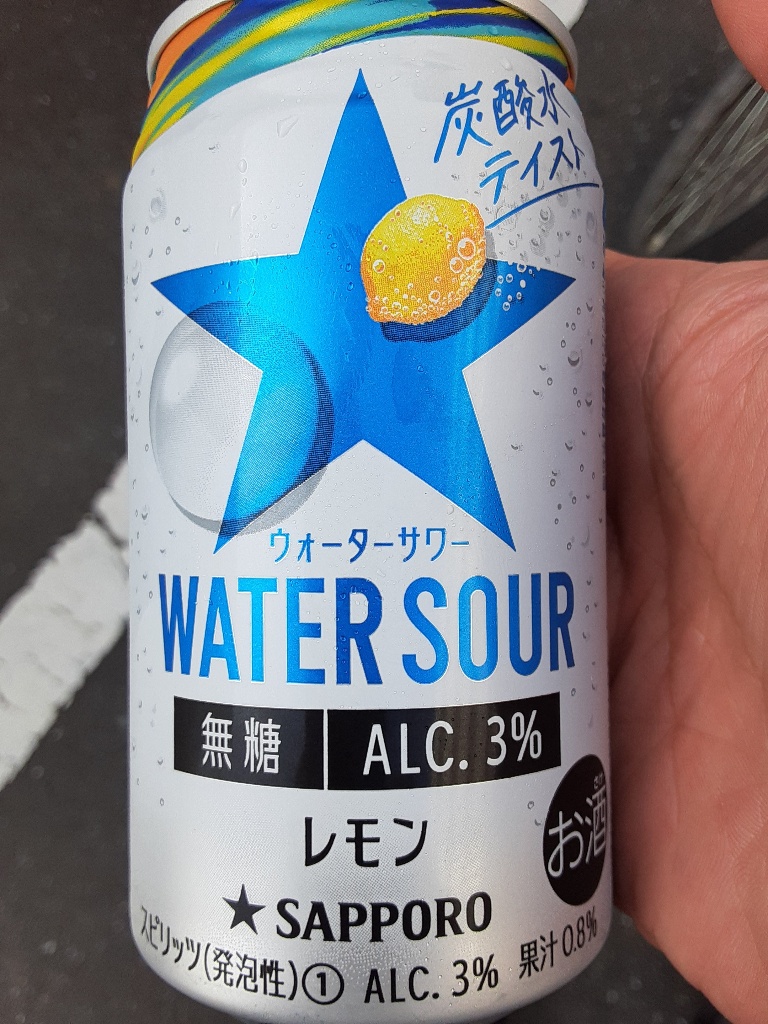 炭酸水
テイスト
ウォーターサワー
WATER SOUR
無糖 ALC. 3%
レモン
お酒
★ SAPPORO
スピリッツ(発泡性)① ALC. 3% 果汁0.8%